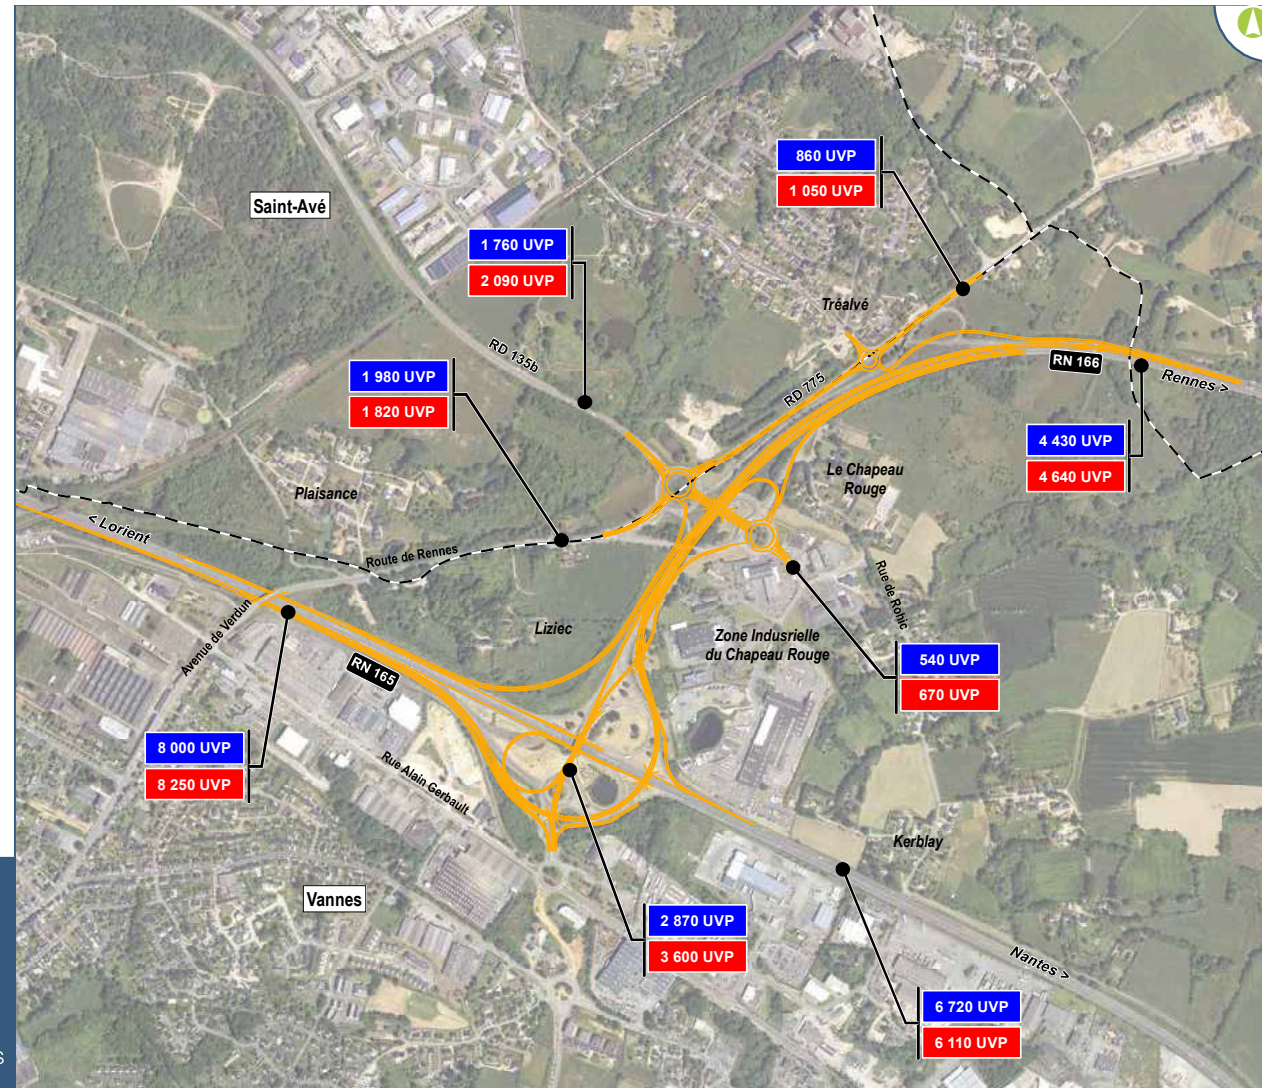 860 UVP
1 050 UVP
Saint-Avé
1 760 UVP
2 090 UVP
Tréalvé
RD 135b
RN 166
Rennes >
1 980 UVP
1 820 UVP
RD 775
4 430 UVP
4 640 UVP
Le Chapeau
Rouge
Plaisance
< Lorient
Route de Rennes
Rue de Rohic
Avenue de Verdun
Liziec
Zone Indusrielle
du Chapeau Rouge
RN 165
540 UVP
670 UVP
8 000 UVP
8 250 UVP
Rue Alain Gerbault
Kerblay
Vannes
2 870 UVP
3 600 UVP
Nantes >
6 720 UVP
6 110 UVP
s